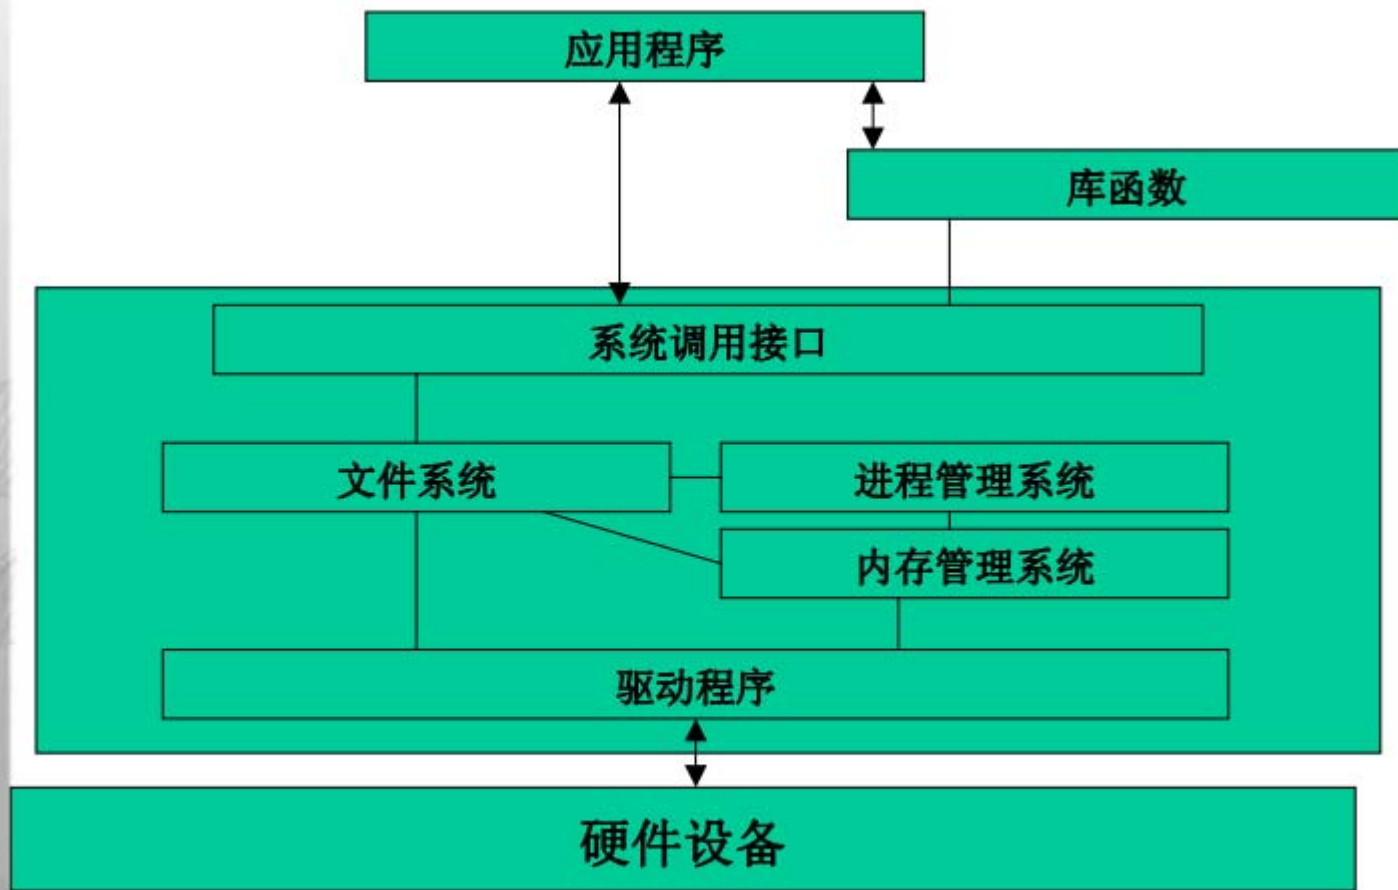 应用程序
库函数
系统调用接口
文件系统
进程管理系统
内存管理系统
驱动程序
硬件设备